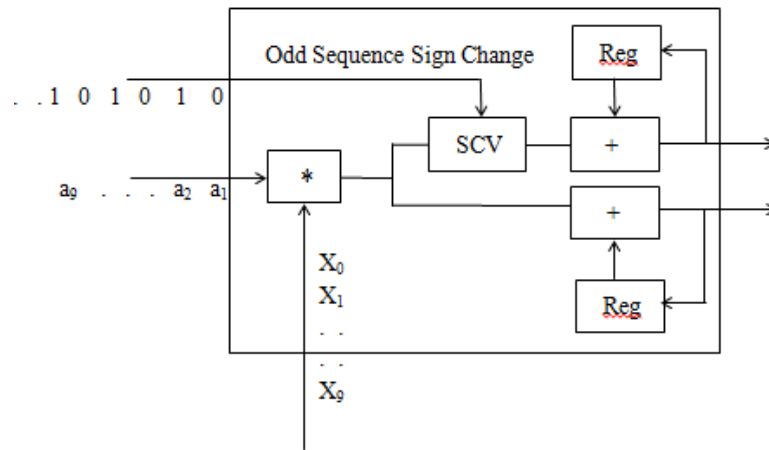 Odd Sequence Sign Change
Reg
. . 1 0 1 0 1 0
SCV
+
*
a₉ . . . a₂ a₁
+
X₀
X₁
. .
. .
X₉
Reg